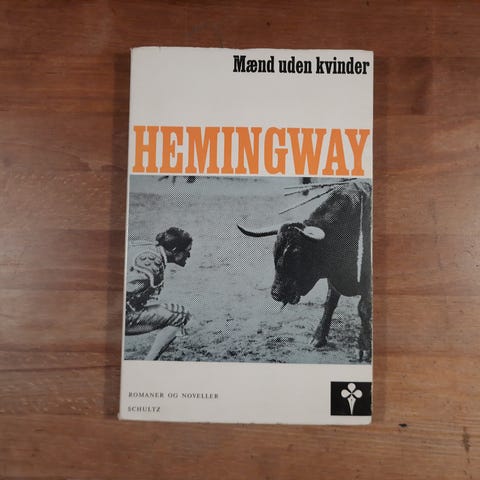 Mænd uden kvinder
HEMINGWAY
ROMANER OG NOVELLER
SCHULTZ